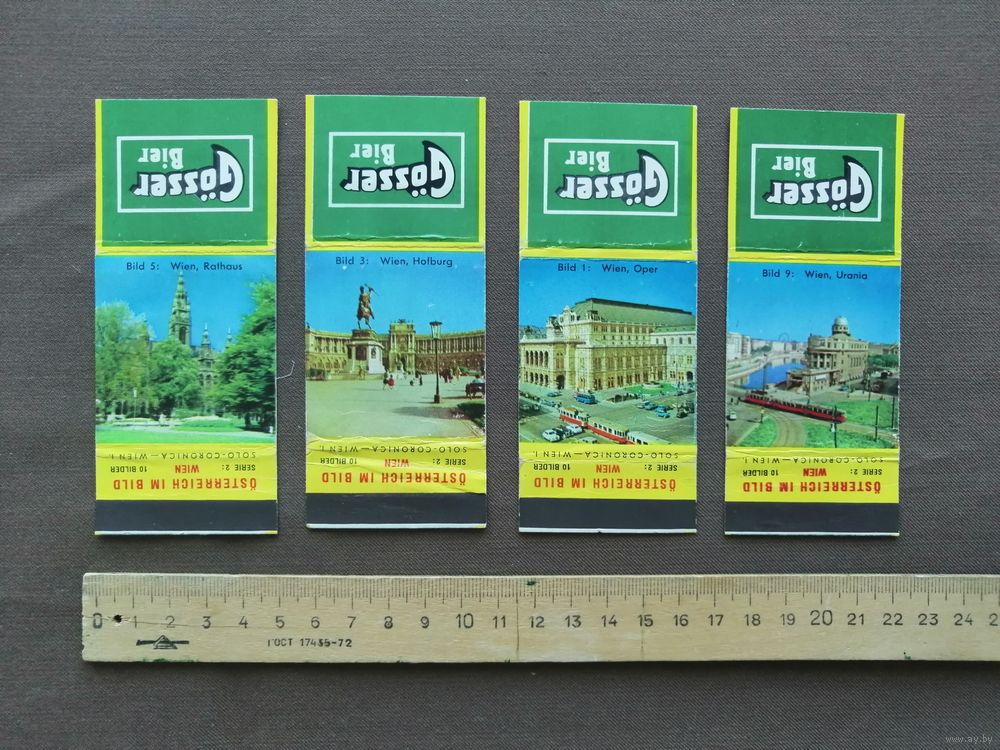 Gösser
Bier
Bild 5: Wien, Rathaus
SOLO-CORONICA—WIEN I.
SERIE 2: WIEN 10 BILDER
ÖSTERREICH IM BILD
Gösser
Bier
Bild 3: Wien, Hofburg
SOLO-CORONICA—WIEN I.
SERIE 2: WIEN 10 BILDER
ÖSTERREICH IM BILD
Gösser
Bier
Bild 1: Wien, Oper
SOLO-CORONICA—WIEN I.
SERIE 2: WIEN 10 BILDER
ÖSTERREICH IM BILD
Gösser
Bier
Bild 9: Wien, Urania
SOLO-CORONICA—WIEN I.
SERIE 2: WIEN 10 BILDER
ÖSTERREICH IM BILD
0 1 2 3 4 5 6 7 8 9 10 11 12 13 14 15 16 17 18 19 20 21 22 23 24
ГОСТ 17435-72
www.ay.by